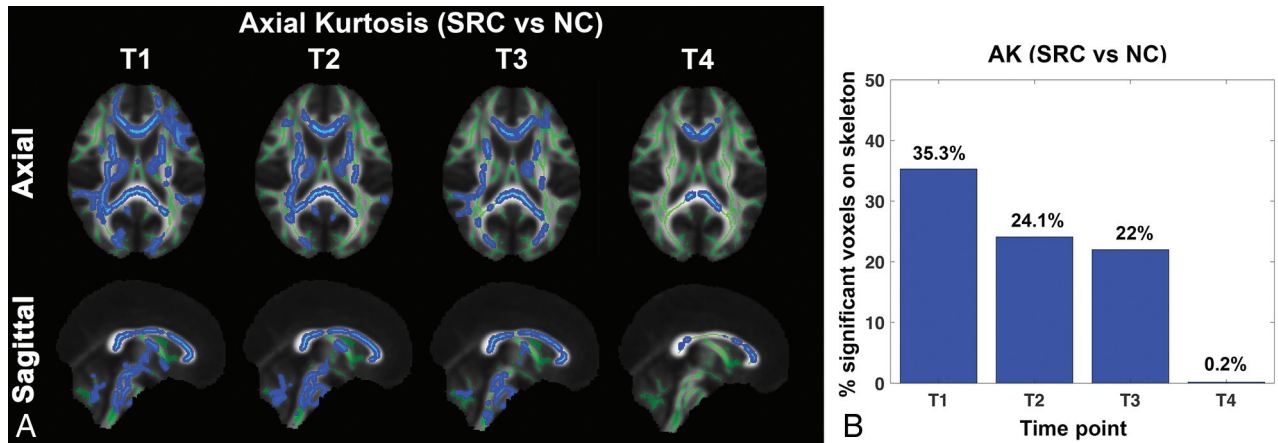 Axial Kurtosis (SRC vs NC)
T1 T2 T3 T4
Axial
Sagittal
A
AK (SRC vs NC)
% significant voxels on skeleton
50
40
30
20
10
0
35.3%
24.1%
22%
0.2%
T1 T2 T3 T4
Time point
B